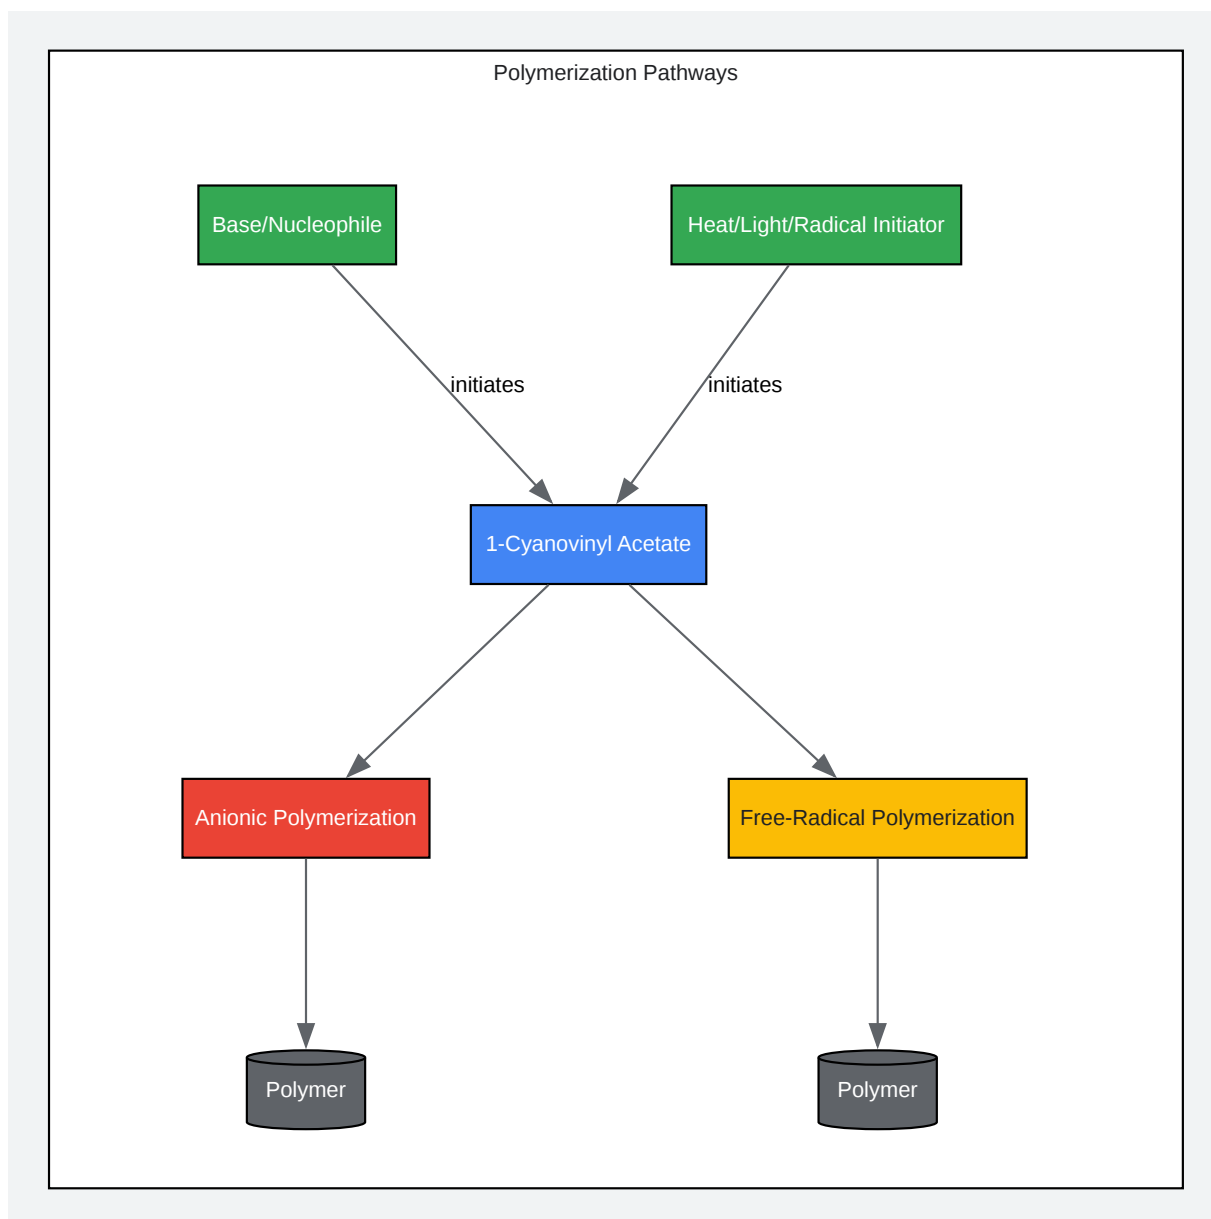 Polymerization Pathways
Base/Nucleophile
Heat/Light/Radical Initiator
initiates
initiates
1-Cyanovinyl Acetate
Anionic Polymerization
Free-Radical Polymerization
Polymer
Polymer